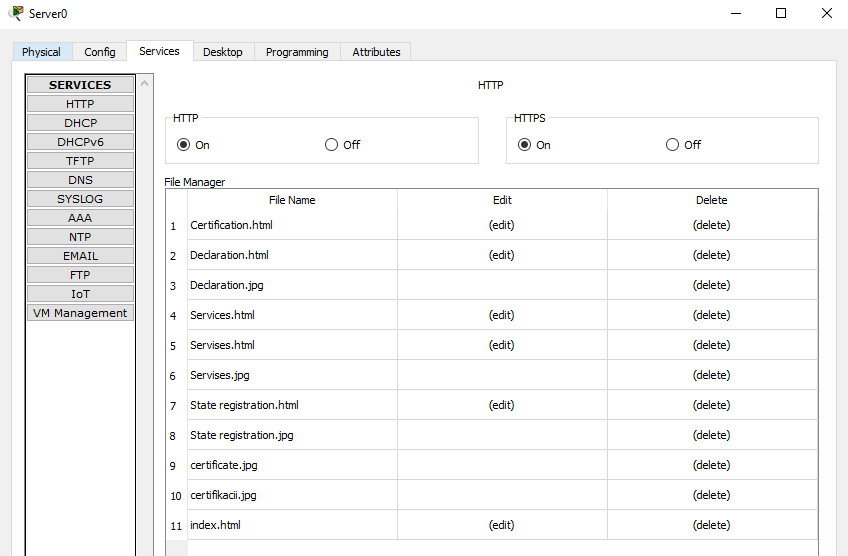 Server0
Physical Config Services Desktop Programming Attributes
SERVICES
HTTP
DHCP
DHCPv6
TFTP
DNS
SYSLOG
AAA
NTP
EMAIL
FTP
IoT
VM Management
HTTP
HTTP
On Off
HTTPS
On Off
File Manager
File Name Edit Delete
1 Certification.html (edit) (delete)
2 Declaration.html (edit) (delete)
3 Declaration.jpg (delete)
4 Services.html (edit) (delete)
5 Servises.html (edit) (delete)
6 Servises.jpg (delete)
7 State registration.html (edit) (delete)
8 State registration.jpg (delete)
9 certificate.jpg (delete)
10 certifikacii.jpg (delete)
11 index.html (edit) (delete)